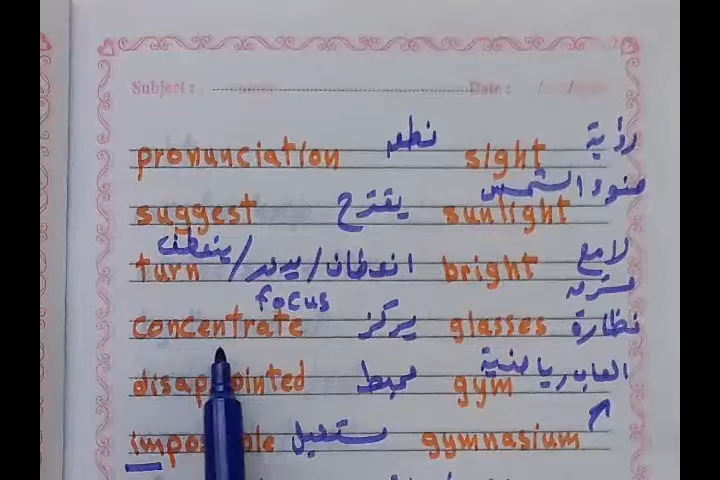 Subject : Date :
pronunciation نطق sight رؤية
suggest يقترح sunlight ضوء الشمس
turn انعطاف / يدور / ينعطف bright لامع
مشرق
focus
concentrate يركز glasses نظارة
disappointed محبط gym العاب رياضية
impossible مستحيل gymnasium